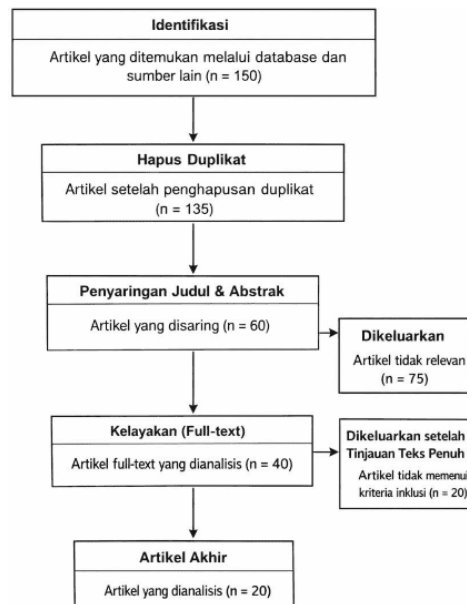 Identifikasi
Artikel yang ditemukan melalui database dan
sumber lain (n = 150)
Hapus Duplikat
Artikel setelah penghapusan duplikat
(n = 135)
Penyaringan Judul & Abstrak
Artikel yang disaring (n = 60)
Dikeluarkan
Artikel tidak relevan
(n = 75)
Kelayakan (Full-text)
Artikel full-text yang dianalisis (n = 40)
Dikeluarkan setelah
Tinjauan Teks Penuh
Artikel tidak memenui
kriteria inklusi (n = 20)
Artikel Akhir
Artikel yang dianalisis (n = 20)